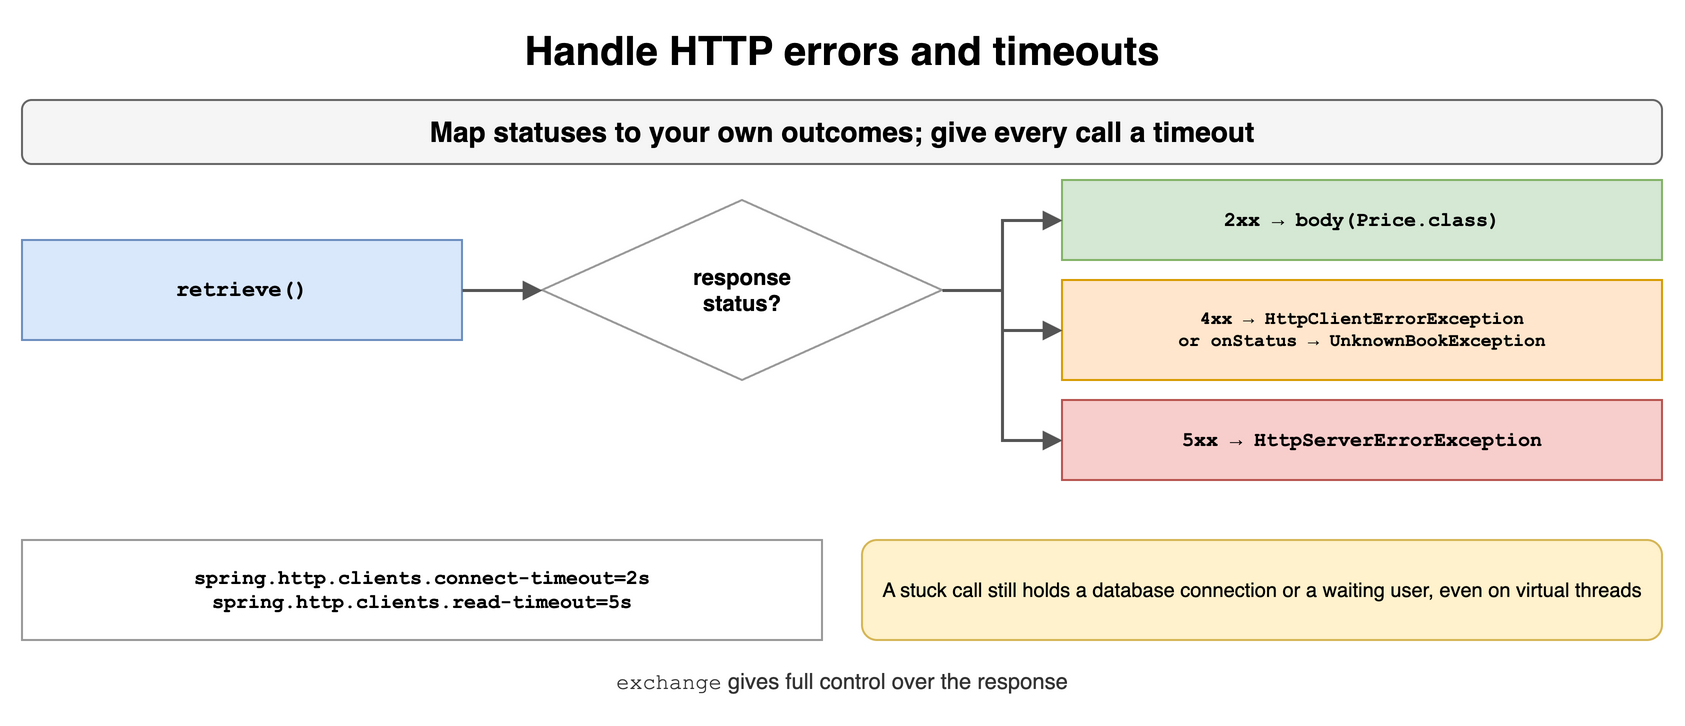 Handle HTTP errors and timeouts
Map statuses to your own outcomes; give every call a timeout
retrieve()
response
status?
2xx → body(Price.class)
4xx → HttpClientErrorException
or onStatus → UnknownBookException
5xx → HttpServerErrorException
spring.http.clients.connect-timeout=2s
spring.http.clients.read-timeout=5s
A stuck call still holds a database connection or a waiting user, even on virtual threads
exchange gives full control over the response